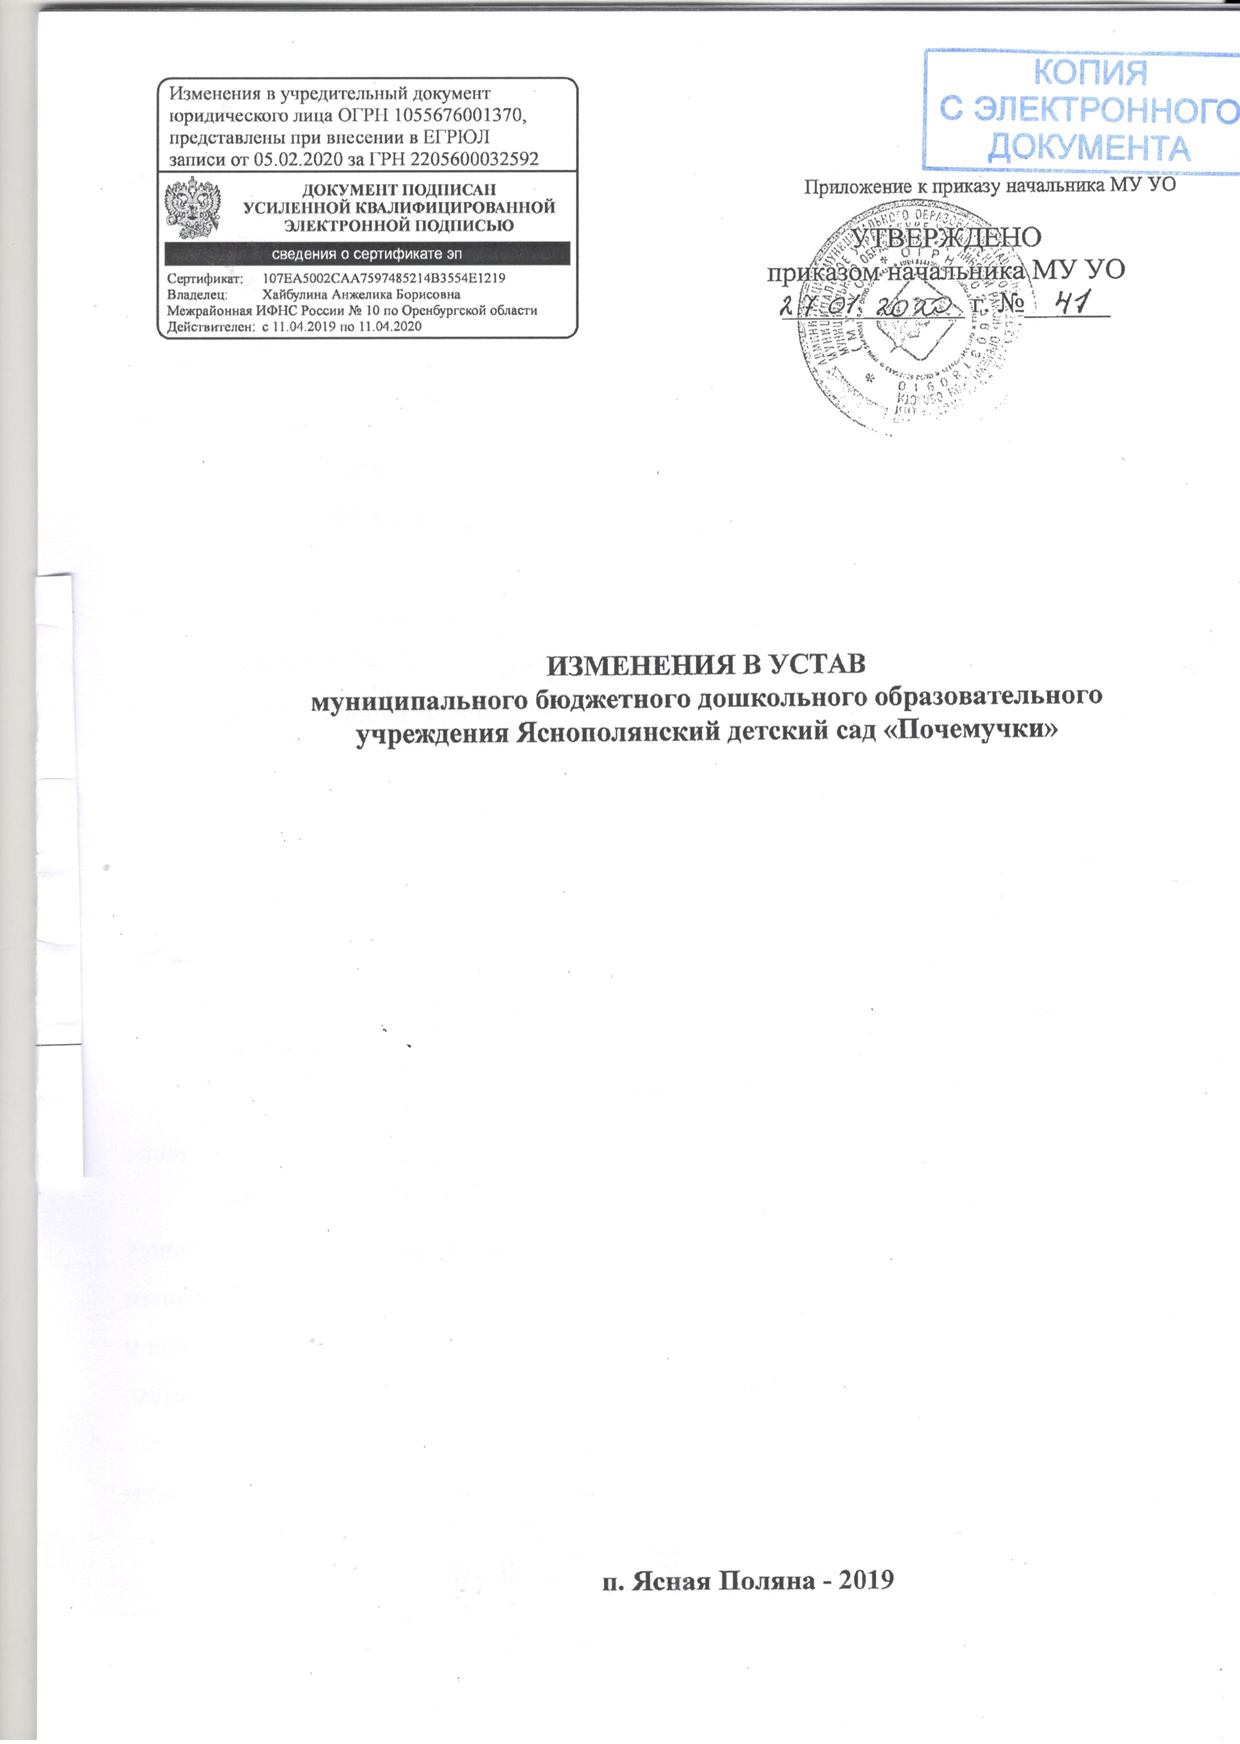 Изменения в учредительный документ
юридического лица ОГРН 1055676001370,
представлены при внесении в ЕГРЮЛ
записи от 05.02.2020 за ГРН 2205600032592
ДОКУМЕНТ ПОДПИСАН
УСИЛЕННОЙ КВАЛИФИЦИРОВАННОЙ
ЭЛЕКТРОННОЙ ПОДПИСЬЮ
сведения о сертификате эп
Сертификат: 107EA5002CAA7597485214B3554E1219
Владелец: Хайбулина Анжелика Борисовна
Межрайонная ИФНС России № 10 по Оренбургской области
Действителен: с 11.04.2019 по 11.04.2020
КОПИЯ
С ЭЛЕКТРОННОГО
ДОКУМЕНТА
Приложение к приказу начальника МУ УО
УТВЕРЖДЕНО
приказом начальника МУ УО
27 01 2020 г. № 41
ИЗМЕНЕНИЯ В УСТАВ
муниципального бюджетного дошкольного образовательного
учреждения Яснополянский детский сад «Почемучки»
п. Ясная Поляна - 2019